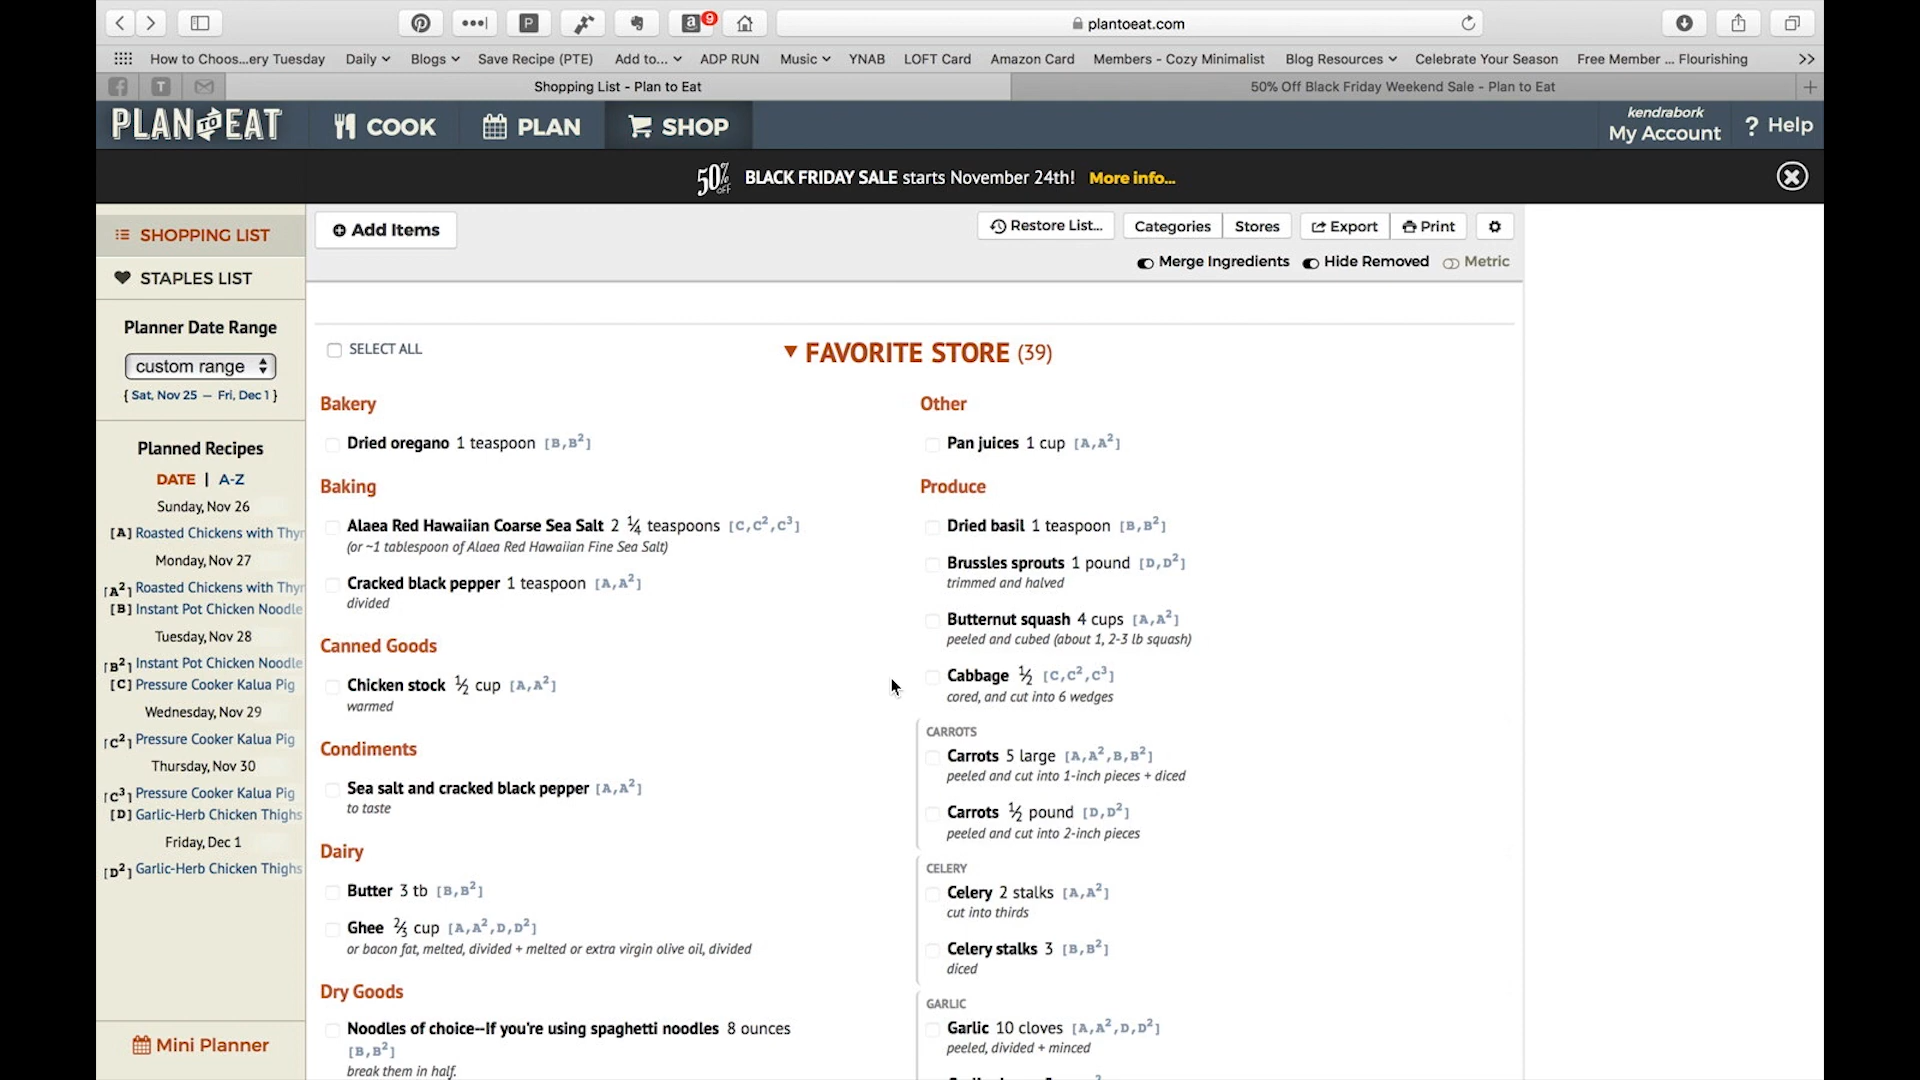 9
plantoeat.com
How to Choos...ery Tuesday Daily Blogs Save Recipe (PTE) Add to... ADP RUN Music YNAB LOFT Card Amazon Card Members - Cozy Minimalist Blog Resources Celebrate Your Season Free Member ... Flourishing
Shopping List - Plan to Eat
50% Off Black Friday Weekend Sale - Plan to Eat
PLAN TO EAT
COOK
PLAN
SHOP
kendrabork
My Account
? Help
50% OFF BLACK FRIDAY SALE starts November 24th! More info...
SHOPPING LIST
STAPLES LIST
Planner Date Range
custom range
{ Sat, Nov 25 — Fri, Dec 1 }
Planned Recipes
DATE | A-Z
Sunday, Nov 26
[A] Roasted Chickens with Thyr
Monday, Nov 27
[A²] Roasted Chickens with Thyr
[B] Instant Pot Chicken Noodle
Tuesday, Nov 28
[B²] Instant Pot Chicken Noodle
[C] Pressure Cooker Kalua Pig
Wednesday, Nov 29
[C²] Pressure Cooker Kalua Pig
Thursday, Nov 30
[C³] Pressure Cooker Kalua Pig
[D] Garlic-Herb Chicken Thighs
Friday, Dec 1
[D²] Garlic-Herb Chicken Thighs
Mini Planner
Add Items
Restore List...
Categories
Stores
Export
Print
Merge Ingredients
Hide Removed
Metric
SELECT ALL
FAVORITE STORE (39)
Bakery
Dried oregano 1 teaspoon [B,B²]
Baking
Alaea Red Hawaiian Coarse Sea Salt 2 ¼ teaspoons [C,C²,C³]
(or ~1 tablespoon of Alaea Red Hawaiian Fine Sea Salt)
Cracked black pepper 1 teaspoon [A,A²]
divided
Canned Goods
Chicken stock ½ cup [A,A²]
warmed
Condiments
Sea salt and cracked black pepper [A,A²]
to taste
Dairy
Butter 3 tb [B,B²]
Ghee ⅔ cup [A,A²,D,D²]
or bacon fat, melted, divided + melted or extra virgin olive oil, divided
Dry Goods
Noodles of choice--If you're using spaghetti noodles 8 ounces
[B,B²]
break them in half.
Other
Pan juices 1 cup [A,A²]
Produce
Dried basil 1 teaspoon [B,B²]
Brussles sprouts 1 pound [D,D²]
trimmed and halved
Butternut squash 4 cups [A,A²]
peeled and cubed (about 1, 2-3 lb squash)
Cabbage ½ [C,C²,C³]
cored, and cut into 6 wedges
CARROTS
Carrots 5 large [A,A²,B,B²]
peeled and cut into 1-inch pieces + diced
Carrots ½ pound [D,D²]
peeled and cut into 2-inch pieces
CELERY
Celery 2 stalks [A,A²]
cut into thirds
Celery stalks 3 [B,B²]
diced
GARLIC
Garlic 10 cloves [A,A²,D,D²]
peeled, divided + minced